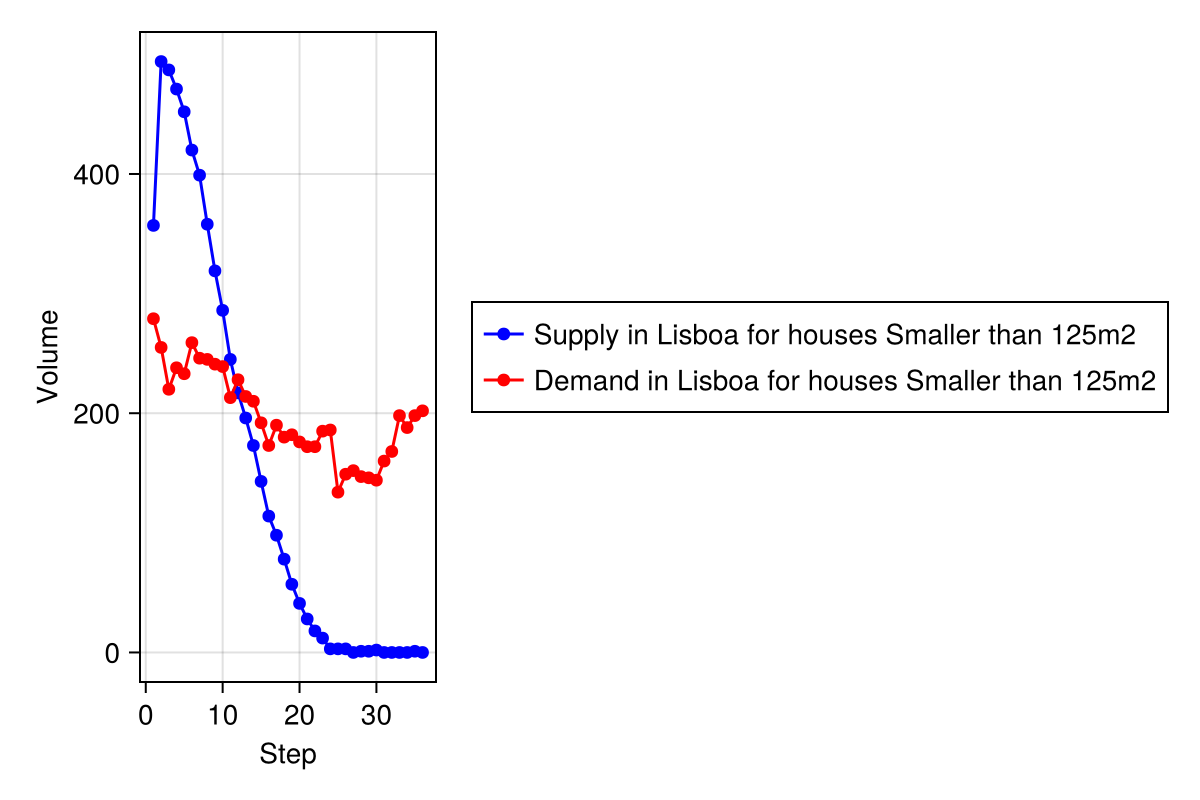 Volume
400
200
0
0 10 20 30
Step
Supply in Lisboa for houses Smaller than 125m2
Demand in Lisboa for houses Smaller than 125m2